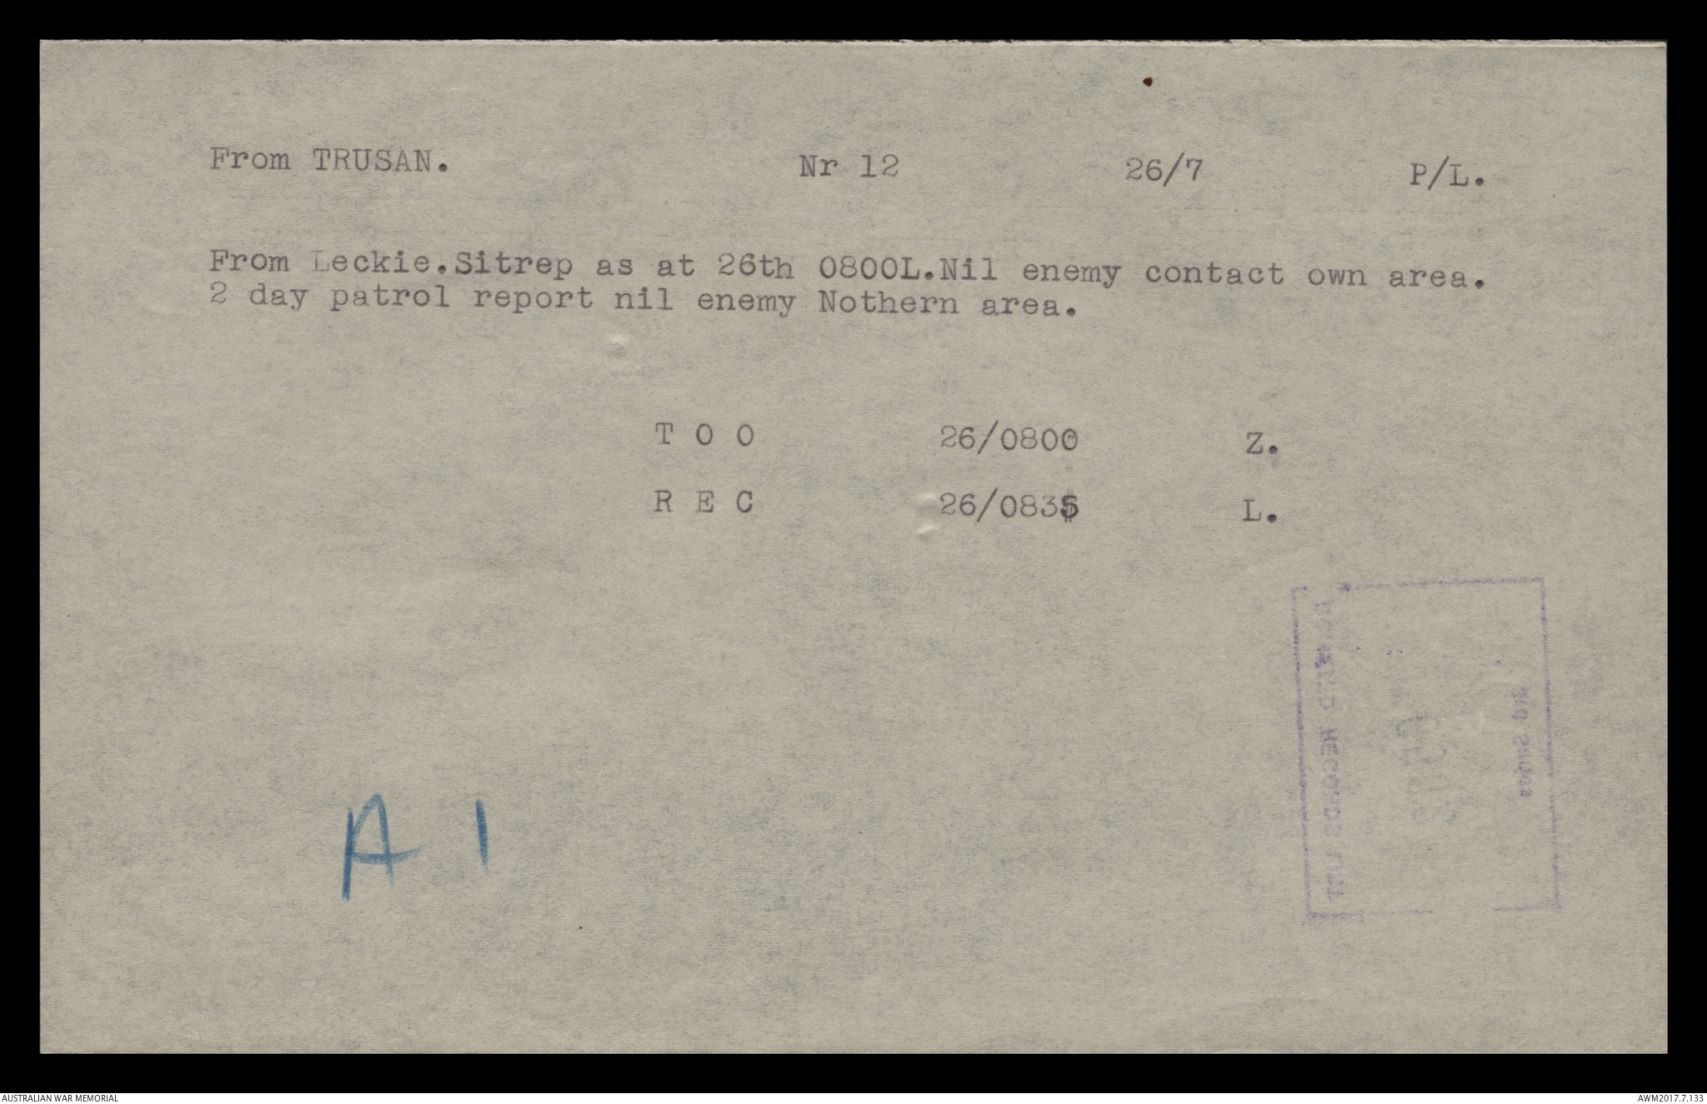 From TRUSAN. Nr 12 26/7 P/L.
From Leckie.Sitrep as at 26th 0800L.Nil enemy contact own area.
2 day patrol report nil enemy Nothern area.
T O O 26/0800 Z.
R E C 26/0835 L.
A 1
AUSTRALIAN WAR MEMORIAL AWM2017.7.133